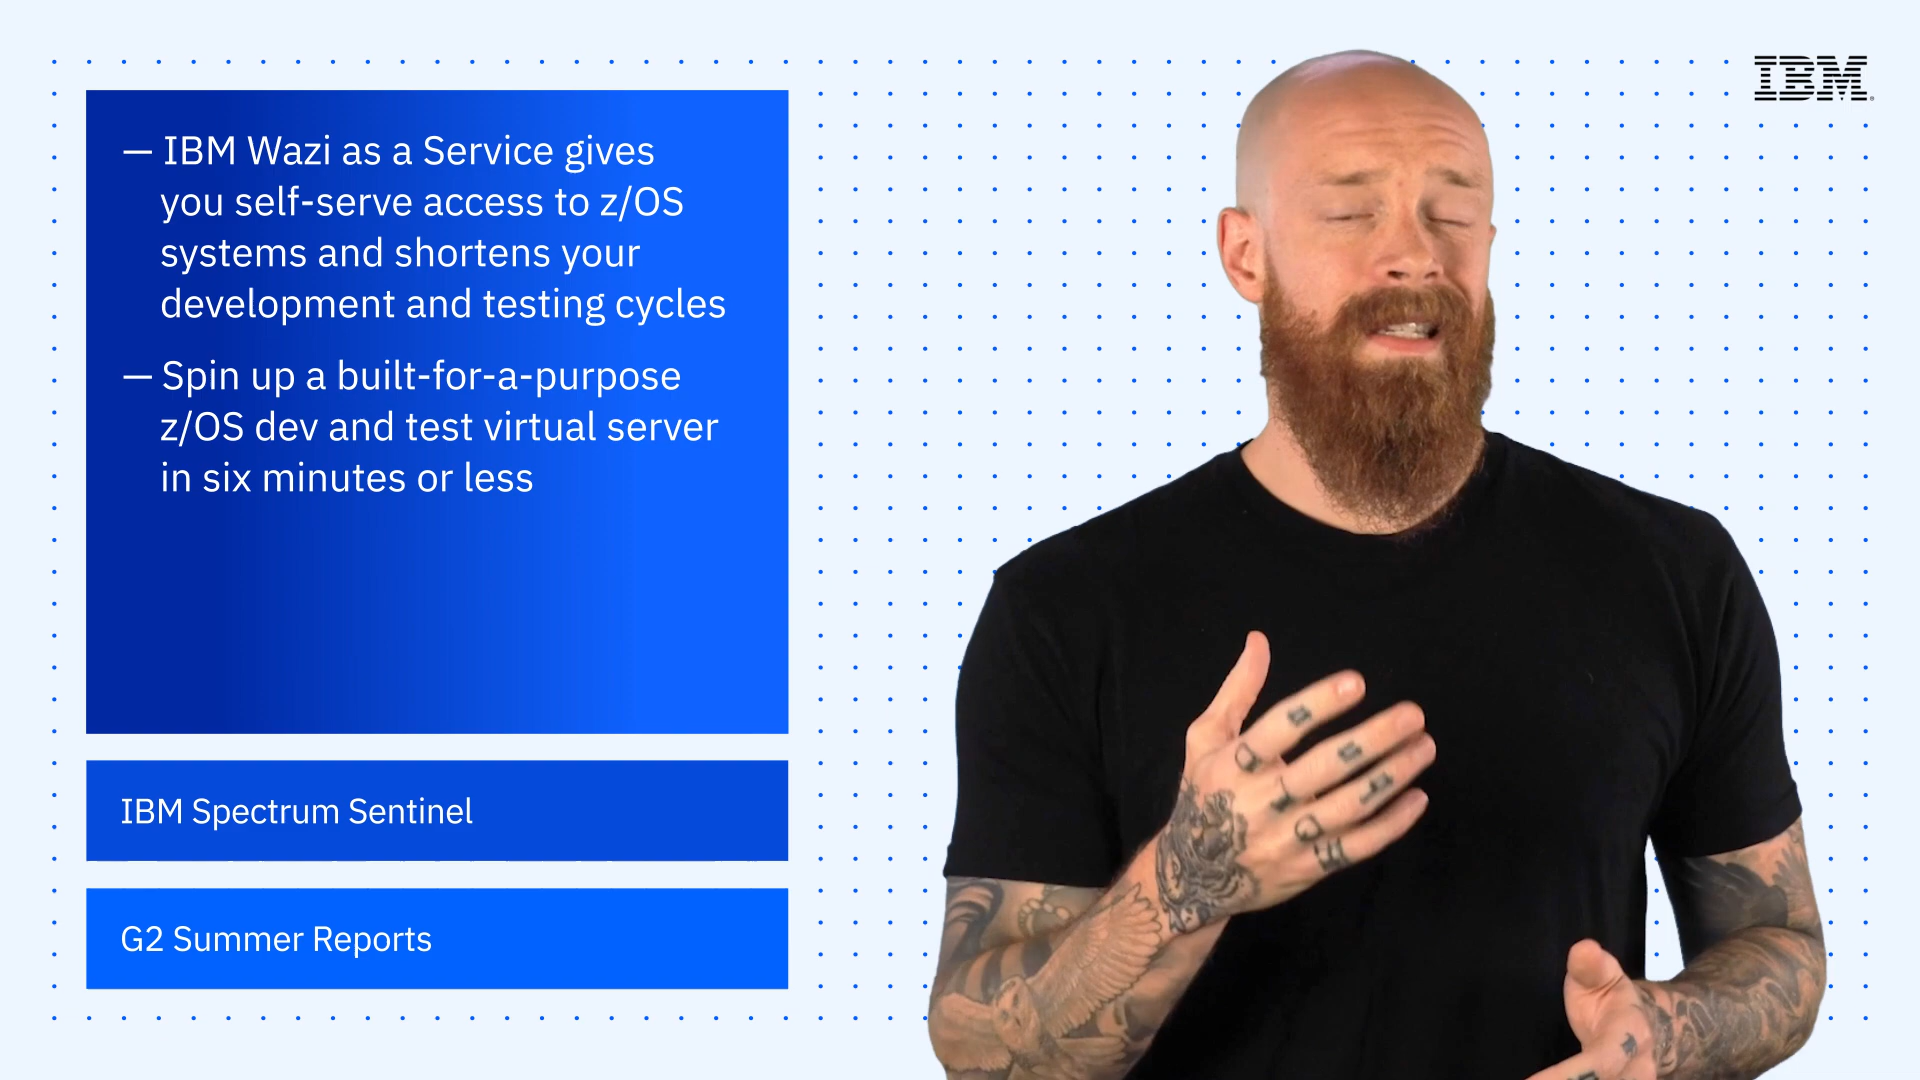 IBM
— IBM Wazi as a Service gives
you self-serve access to z/OS
systems and shortens your
development and testing cycles
— Spin up a built-for-a-purpose
z/OS dev and test virtual server
in six minutes or less
IBM Spectrum Sentinel
G2 Summer Reports